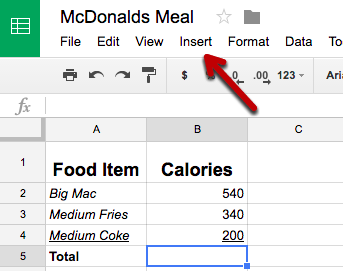 McDonalds Meal
File Edit View Insert Format Data To
$ % .0 .00 123 Aria
fx
A B C
1 Food Item Calories
2 Big Mac 540
3 Medium Fries 340
4 Medium Coke 200
5 Total